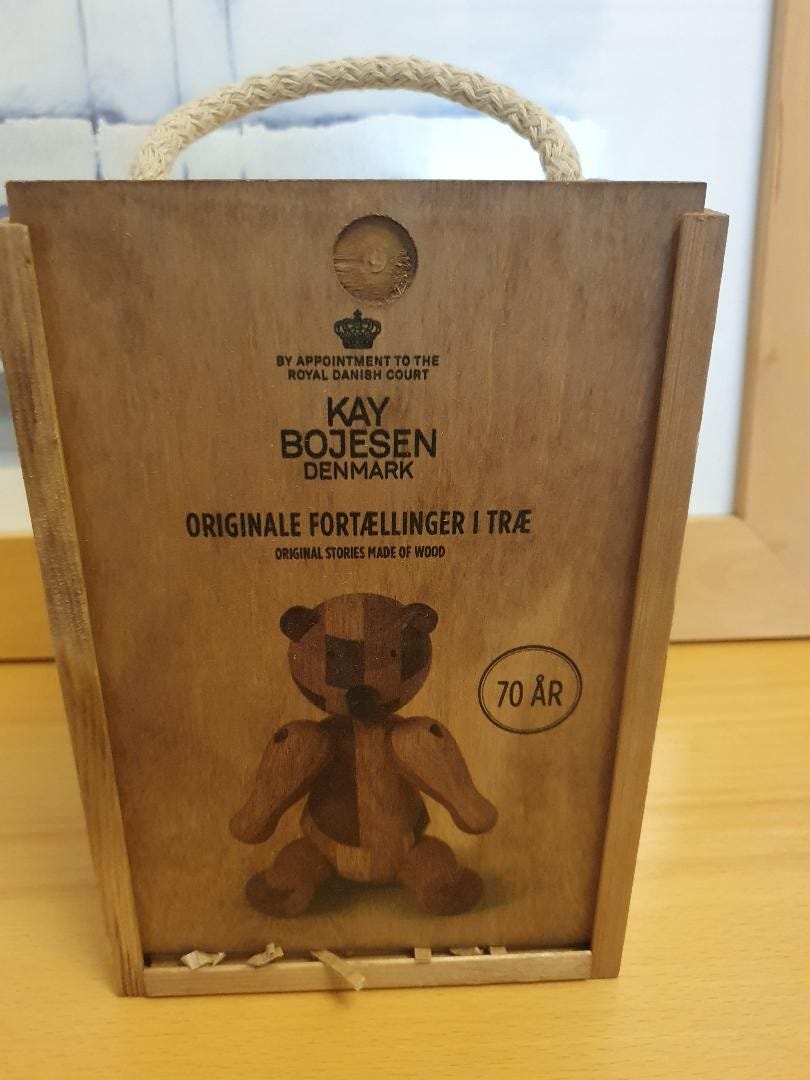 BY APPOINTMENT TO THE
ROYAL DANISH COURT
KAY
BOJESEN
DENMARK
ORIGINALE FORTÆLLINGER I TRÆ
ORIGINAL STORIES MADE OF WOOD
70 ÅR